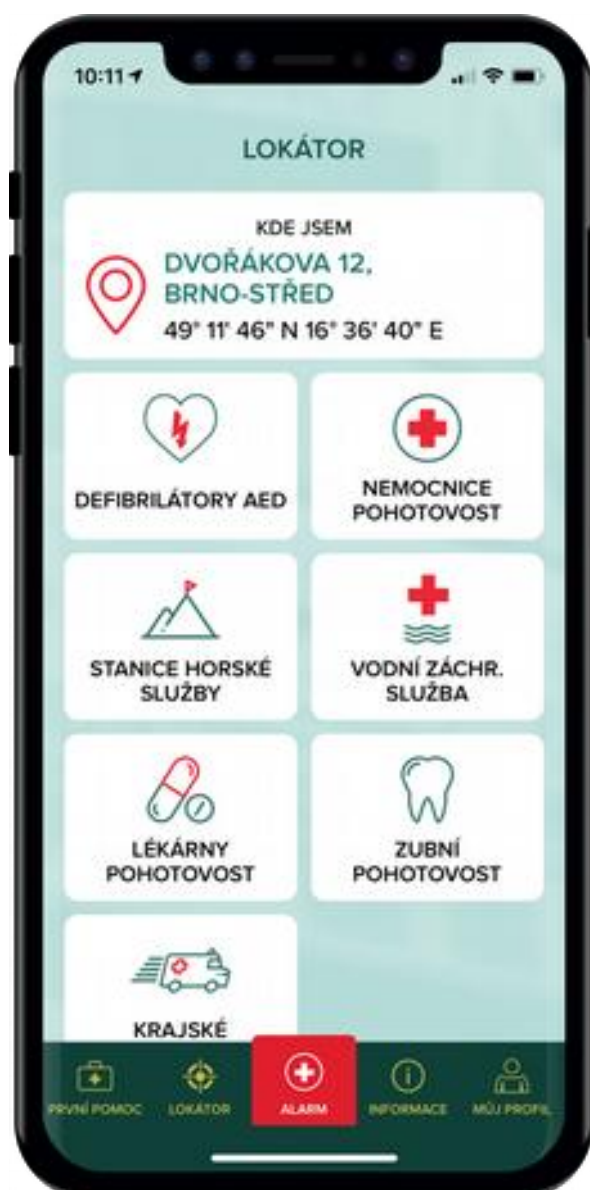 10:11
LOKÁTOR
KDE JSEM
DVOŘÁKOVA 12,
BRNO-STŘED
49° 11' 46" N 16° 36' 40" E
DEFIBRILÁTORY AED
NEMOCNICE
POHOTOVOST
STANICE HORSKÉ
SLUŽBY
VODNÍ ZÁCHR.
SLUŽBA
LÉKÁRNY
POHOTOVOST
ZUBNÍ
POHOTOVOST
KRAJSKÉ
PRVNÍ POMOC
LOKÁTOR
ALARM
INFORMACE
MŮJ PROFIL